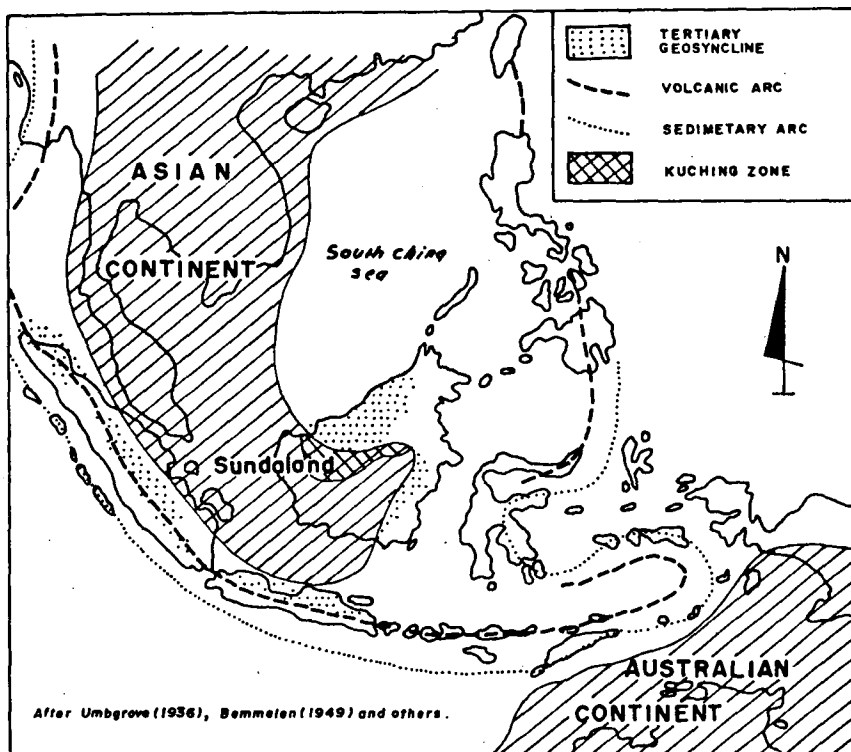 TERTIARY
GEOSYNCLINE
VOLCANIC ARC
SEDIMETARY ARC
KUCHING ZONE
ASIAN
CONTINENT
South china
sea
N
Sundaland
AUSTRALIAN
CONTINENT
After Umbgrove(1936), Bemmelen(1949) and others.